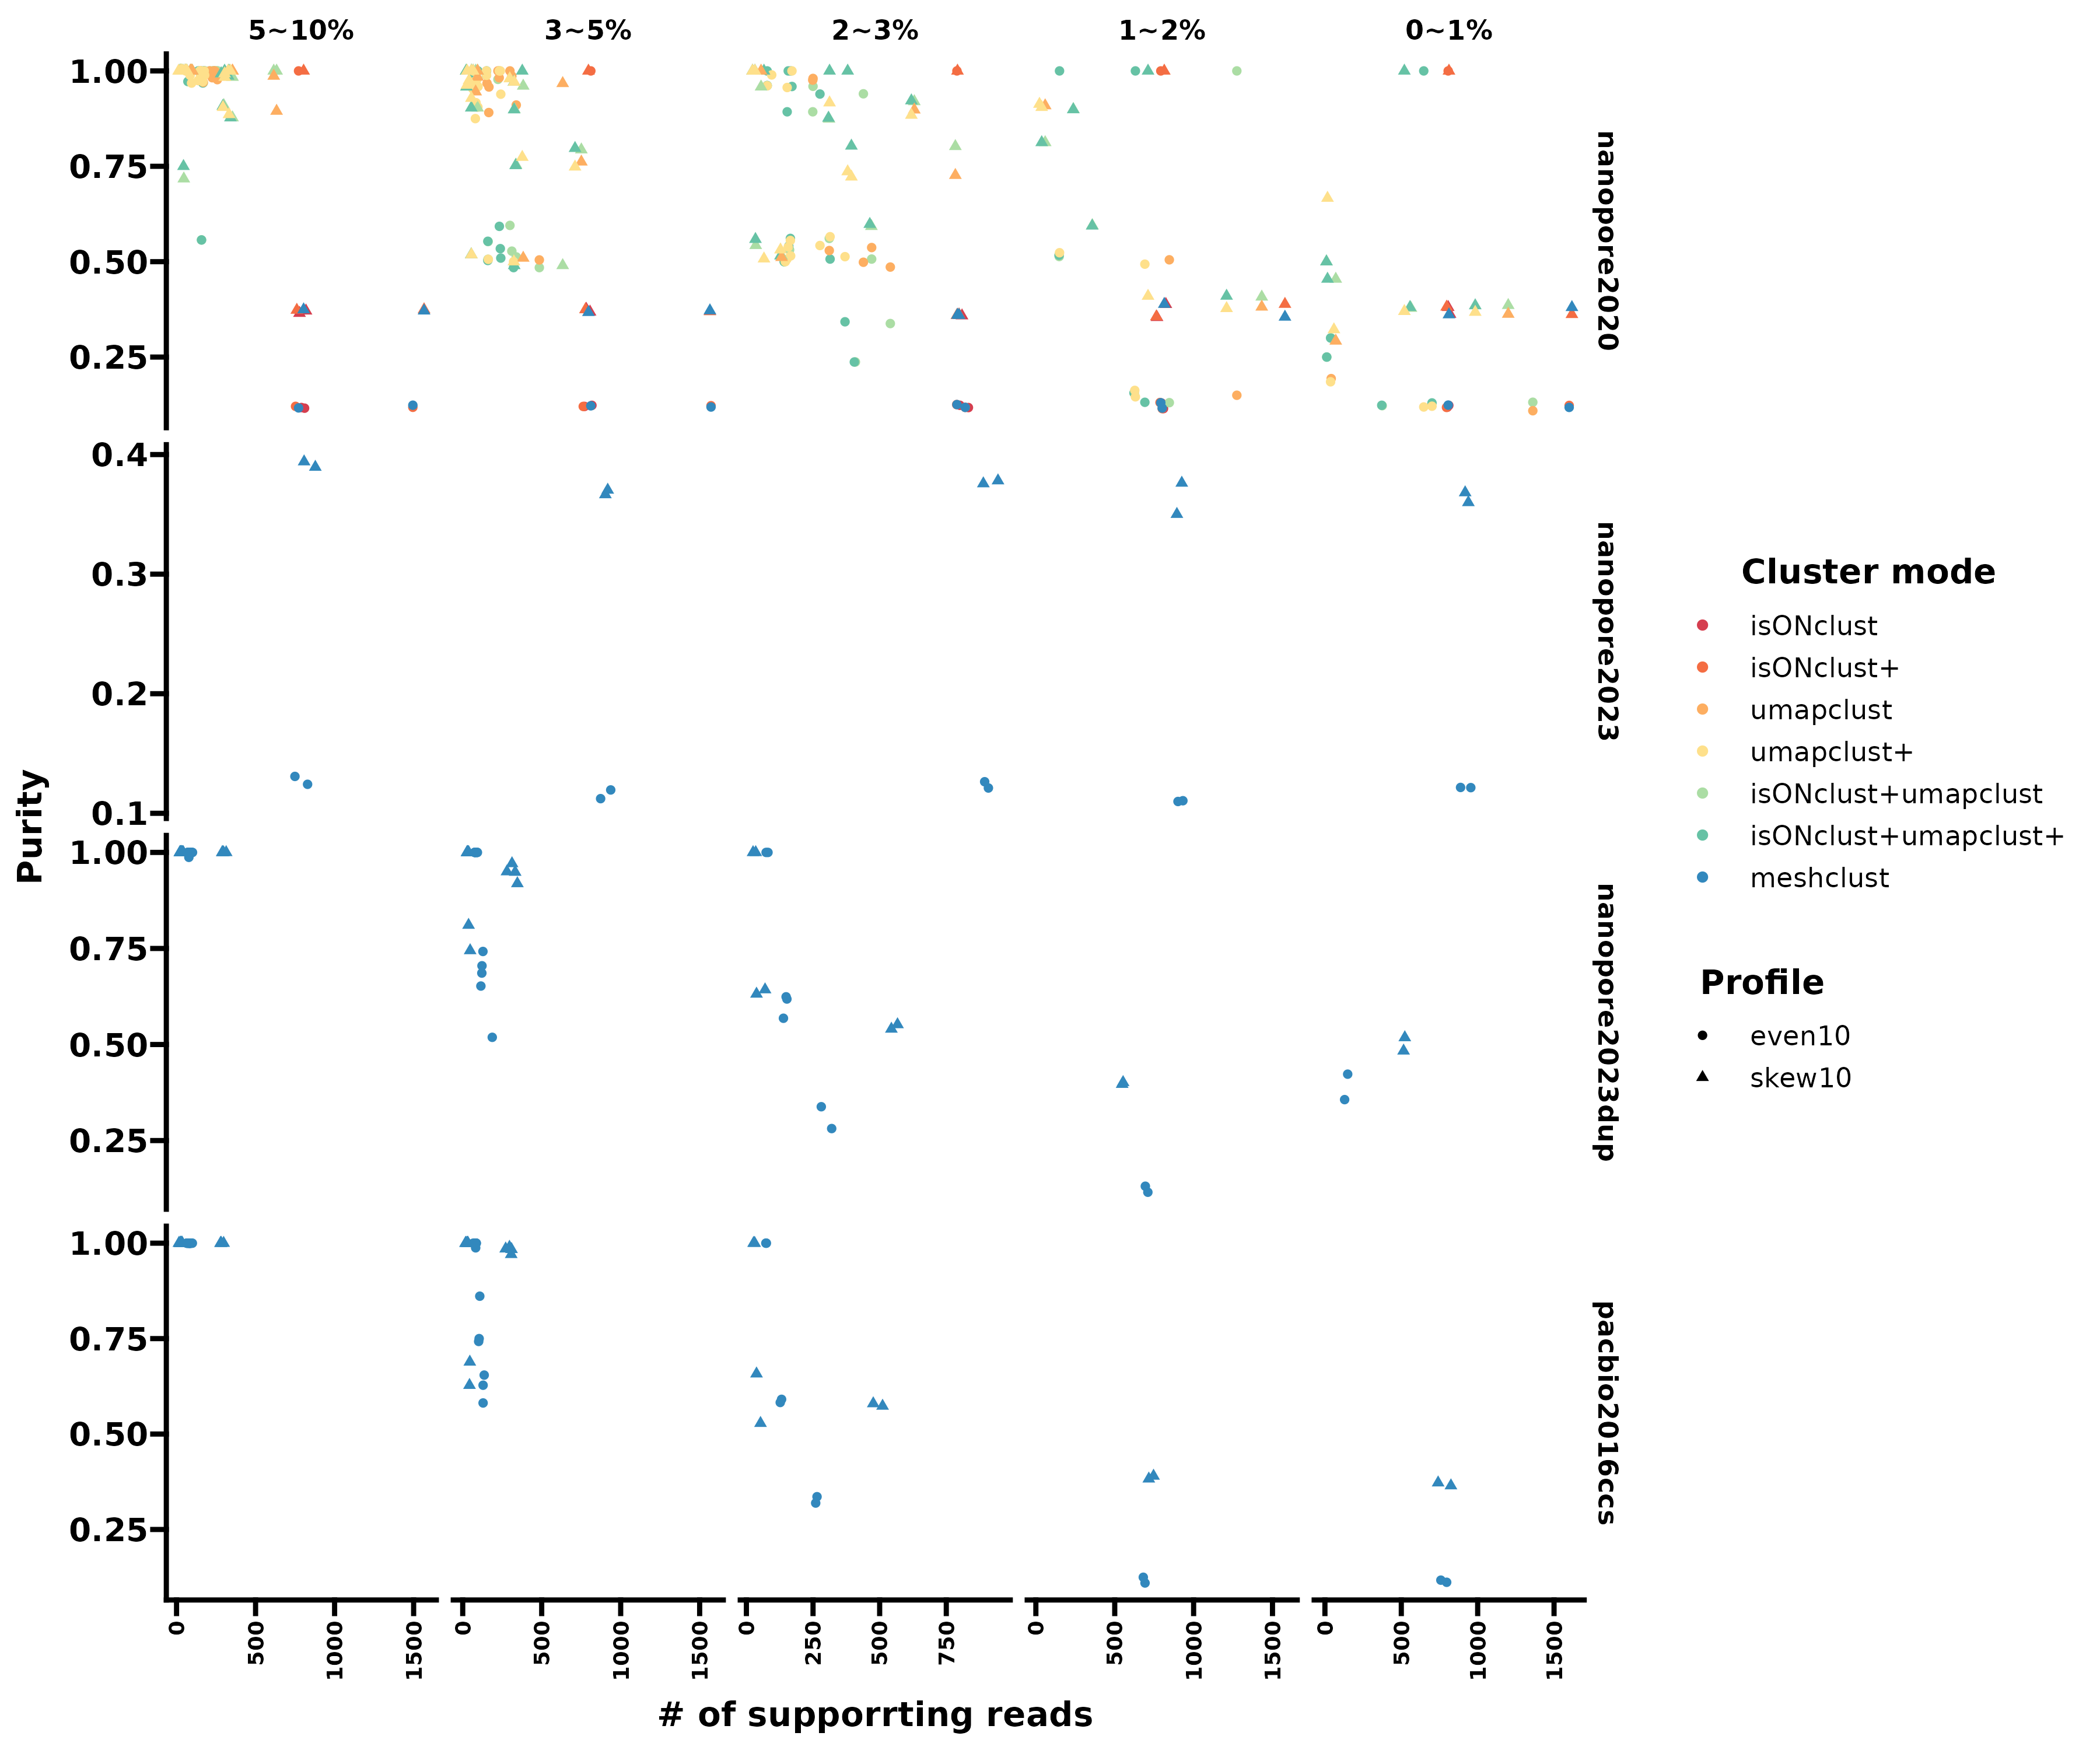 5~10% 3~5% 2~3% 1~2% 0~1%
1.00
0.75
0.50
0.25
nanopore2020
0.4
0.3
0.2
0.1
nanopore2023
1.00
0.75
0.50
0.25
nanopore2023dup
1.00
0.75
0.50
0.25
pacbio2016ccs
Purity
0 500 1000 1500 0 500 1000 1500 0 250 500 750 0 500 1000 1500 0 500 1000 1500
# of supporrting reads
Cluster mode
isONclust
isONclust+
umapclust
umapclust+
isONclust+umapclust
isONclust+umapclust+
meshclust
Profile
even10
skew10